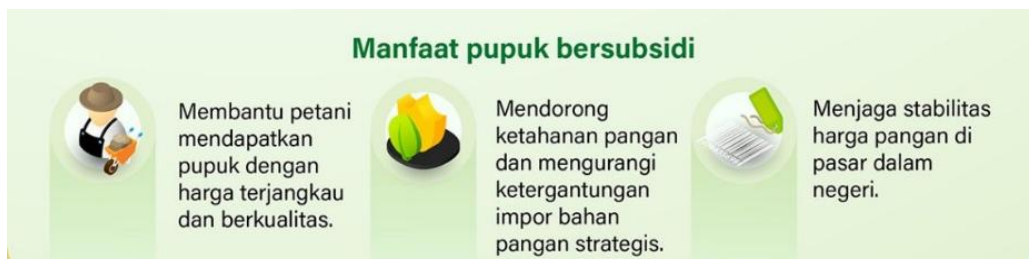 Manfaat pupuk bersubsidi
Membantu petani
mendapatkan
pupuk dengan
harga terjangkau
dan berkualitas.
Mendorong
ketahanan pangan
dan mengurangi
ketergantungan
impor bahan
pangan strategis.
Menjaga stabilitas
harga pangan di
pasar dalam
negeri.